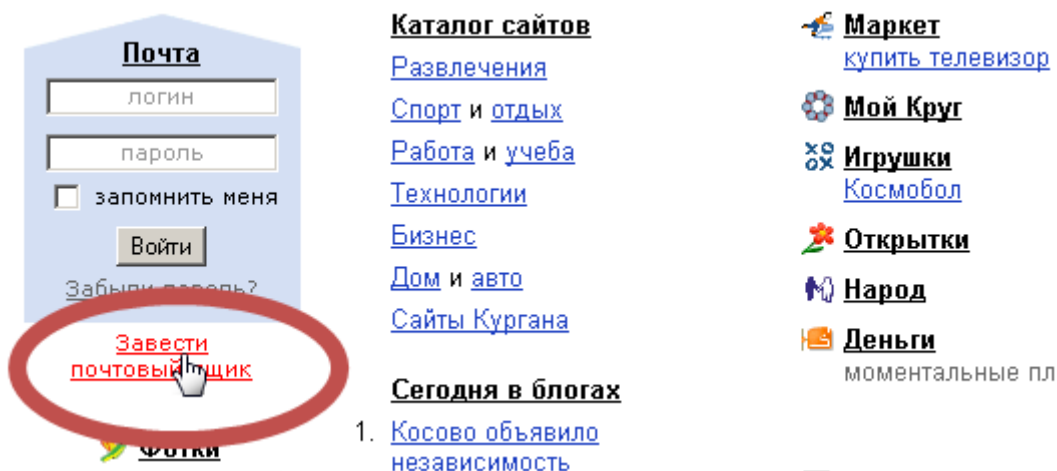 Почта
логин
пароль
запомнить меня
Войти
Забыли пароль?
Завести
почтовый ящик
Фотки
Каталог сайтов
Развлечения
Спорт и отдых
Работа и учеба
Технологии
Бизнес
Дом и авто
Сайты Кургана
Сегодня в блогах
1. Косово объявило
независимость
Маркет
купить телевизор
Мой Круг
Игрушки
Космобол
Открытки
Народ
Деньги
моментальные пл